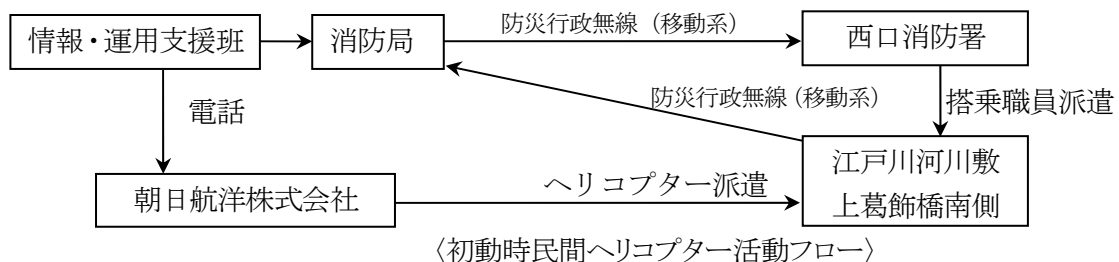 情報・運用支援班
消防局
防災行政無線（移動系）
西口消防署
電話
防災行政無線（移動系）
搭乗職員派遣
朝日航洋株式会社
ヘリコプター派遣
江戸川河川敷
上葛飾橋南側
〈初動時民間ヘリコプター活動フロー〉